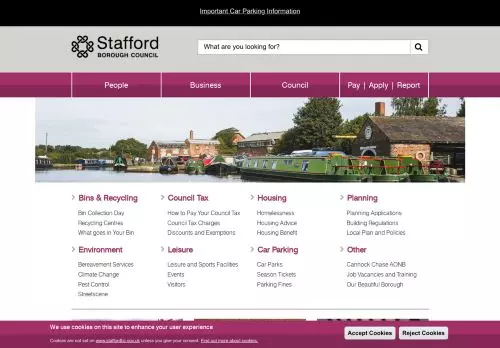 Important Car Parking Information
Stafford
BOROUGH COUNCIL
What are you looking for?
People
Business
Council
Pay | Apply | Report
Bins & Recycling
Bin Collection Day
Recycling Centres
What goes in Your Bin
Council Tax
How to Pay Your Council Tax
Council Tax Charges
Discounts and Exemptions
Housing
Homelessness
Housing Advice
Housing Benefit
Planning
Planning Applications
Building Regulations
Local Plan and Policies
Environment
Bereavement Services
Climate Change
Pest Control
Streetscene
Leisure
Leisure and Sports Facilities
Events
Visitors
Car Parking
Car Parks
Season Tickets
Parking Fines
Other
Cannock Chase AONB
Job Vacancies and Training
Our Beautiful Borough
We use cookies on this site to enhance your user experience
Cookies are not set on www.staffordbc.gov.uk unless you give your consent. Find out more about cookies.
Accept Cookies
Reject Cookies